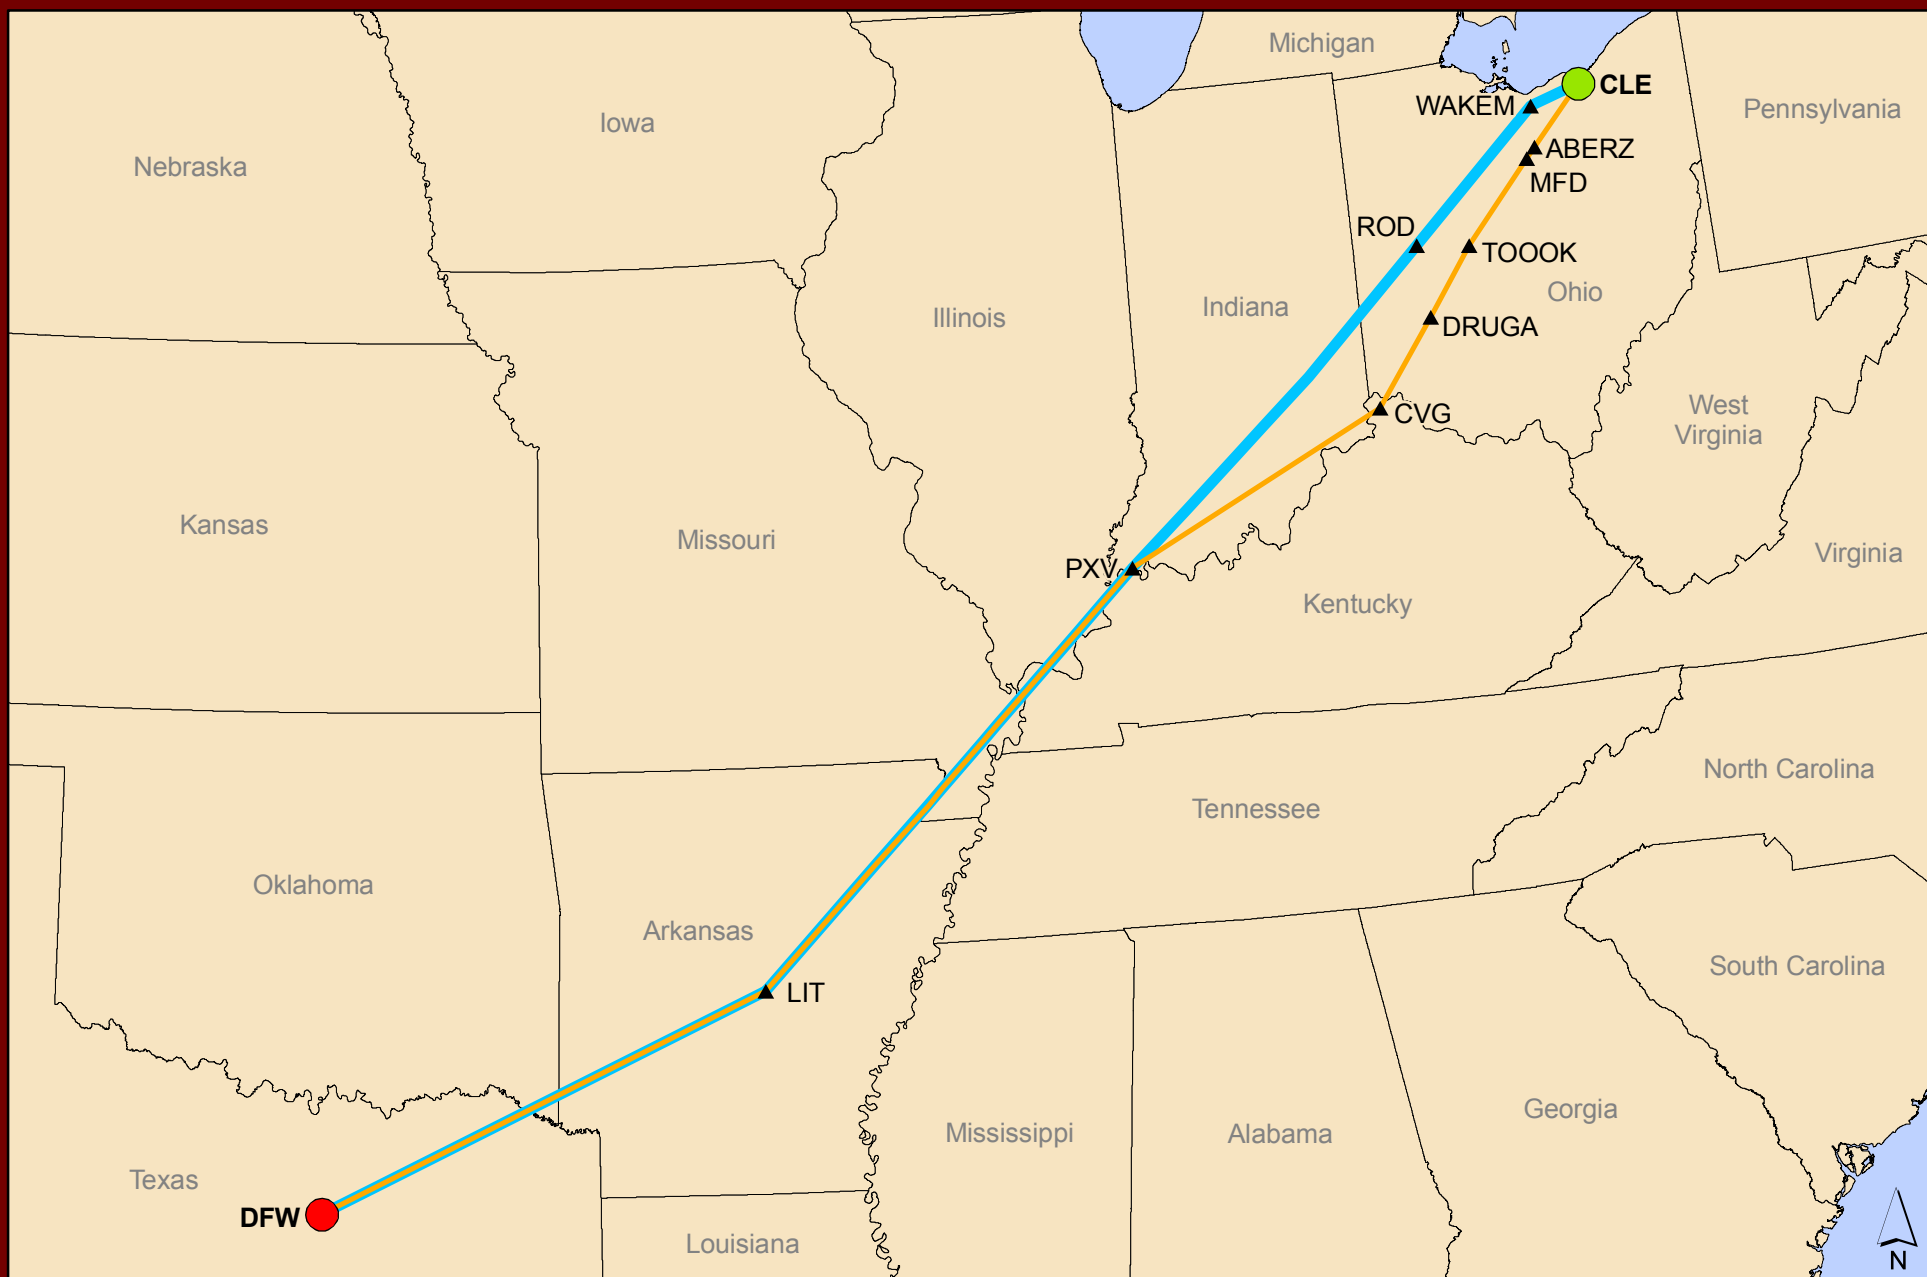 Michigan
CLE
WAKEM
Pennsylvania
Iowa
ABERZ
Nebraska
MFD
ROD
TOOOK
Ohio
Indiana
Illinois
DRUGA
West
Virginia
CVG
Kansas
Missouri
Virginia
PXV
Kentucky
North Carolina
Tennessee
Oklahoma
Arkansas
South Carolina
LIT
Georgia
Mississippi
Alabama
Texas
DFW
Louisiana
N